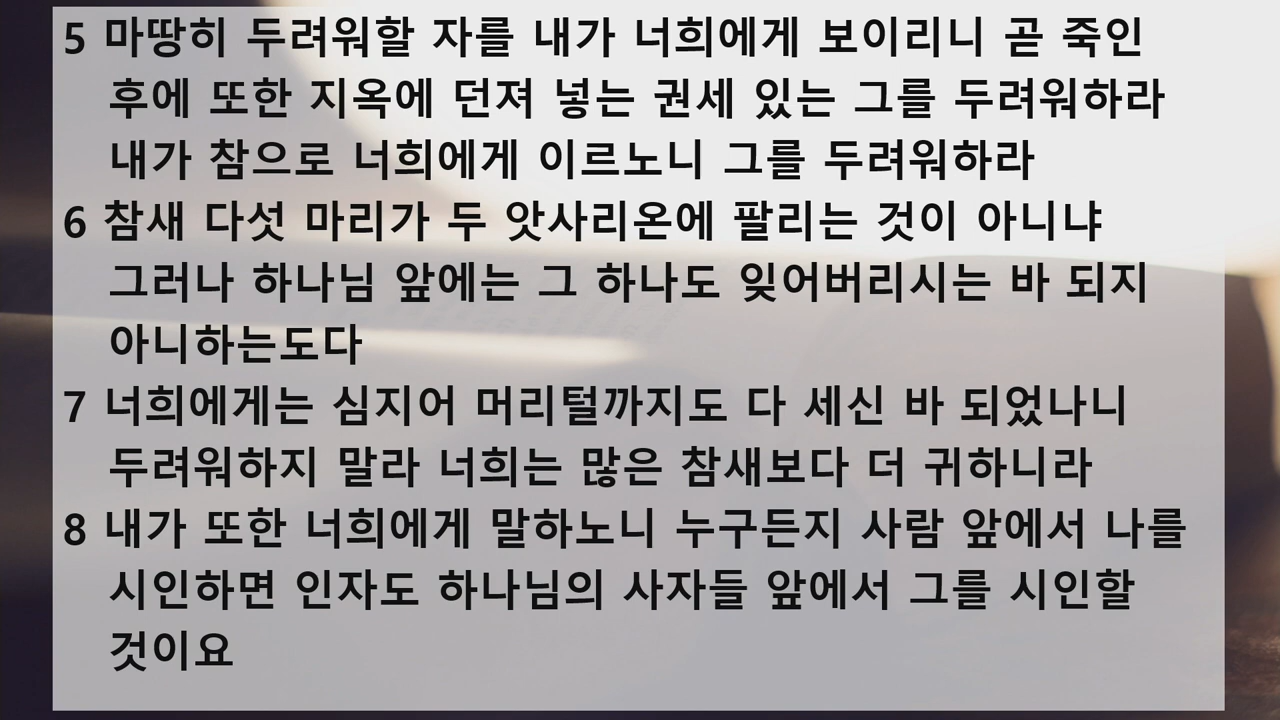 5 마땅히 두려워할 자를 내가 너희에게 보이리니 곧 죽인
후에 또한 지옥에 던져 넣는 권세 있는 그를 두려워하라
내가 참으로 너희에게 이르노니 그를 두려워하라
6 참새 다섯 마리가 두 앗사리온에 팔리는 것이 아니냐
그러나 하나님 앞에는 그 하나도 잊어버리시는 바 되지
아니하는도다
7 너희에게는 심지어 머리털까지도 다 세신 바 되었나니
두려워하지 말라 너희는 많은 참새보다 더 귀하니라
8 내가 또한 너희에게 말하노니 누구든지 사람 앞에서 나를
시인하면 인자도 하나님의 사자들 앞에서 그를 시인할
것이요